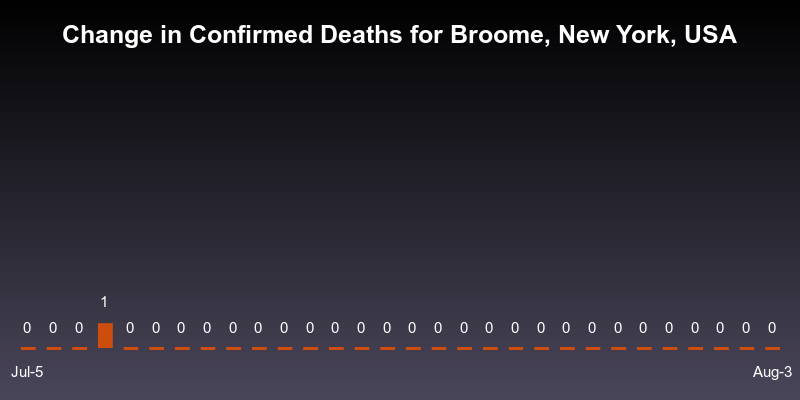 Change in Confirmed Deaths for Broome, New York, USA
1
0 0 0 0 0 0 0 0 0 0 0 0 0 0 0 0 0 0 0 0 0 0 0 0 0 0 0 0 0
Jul-5 Aug-3